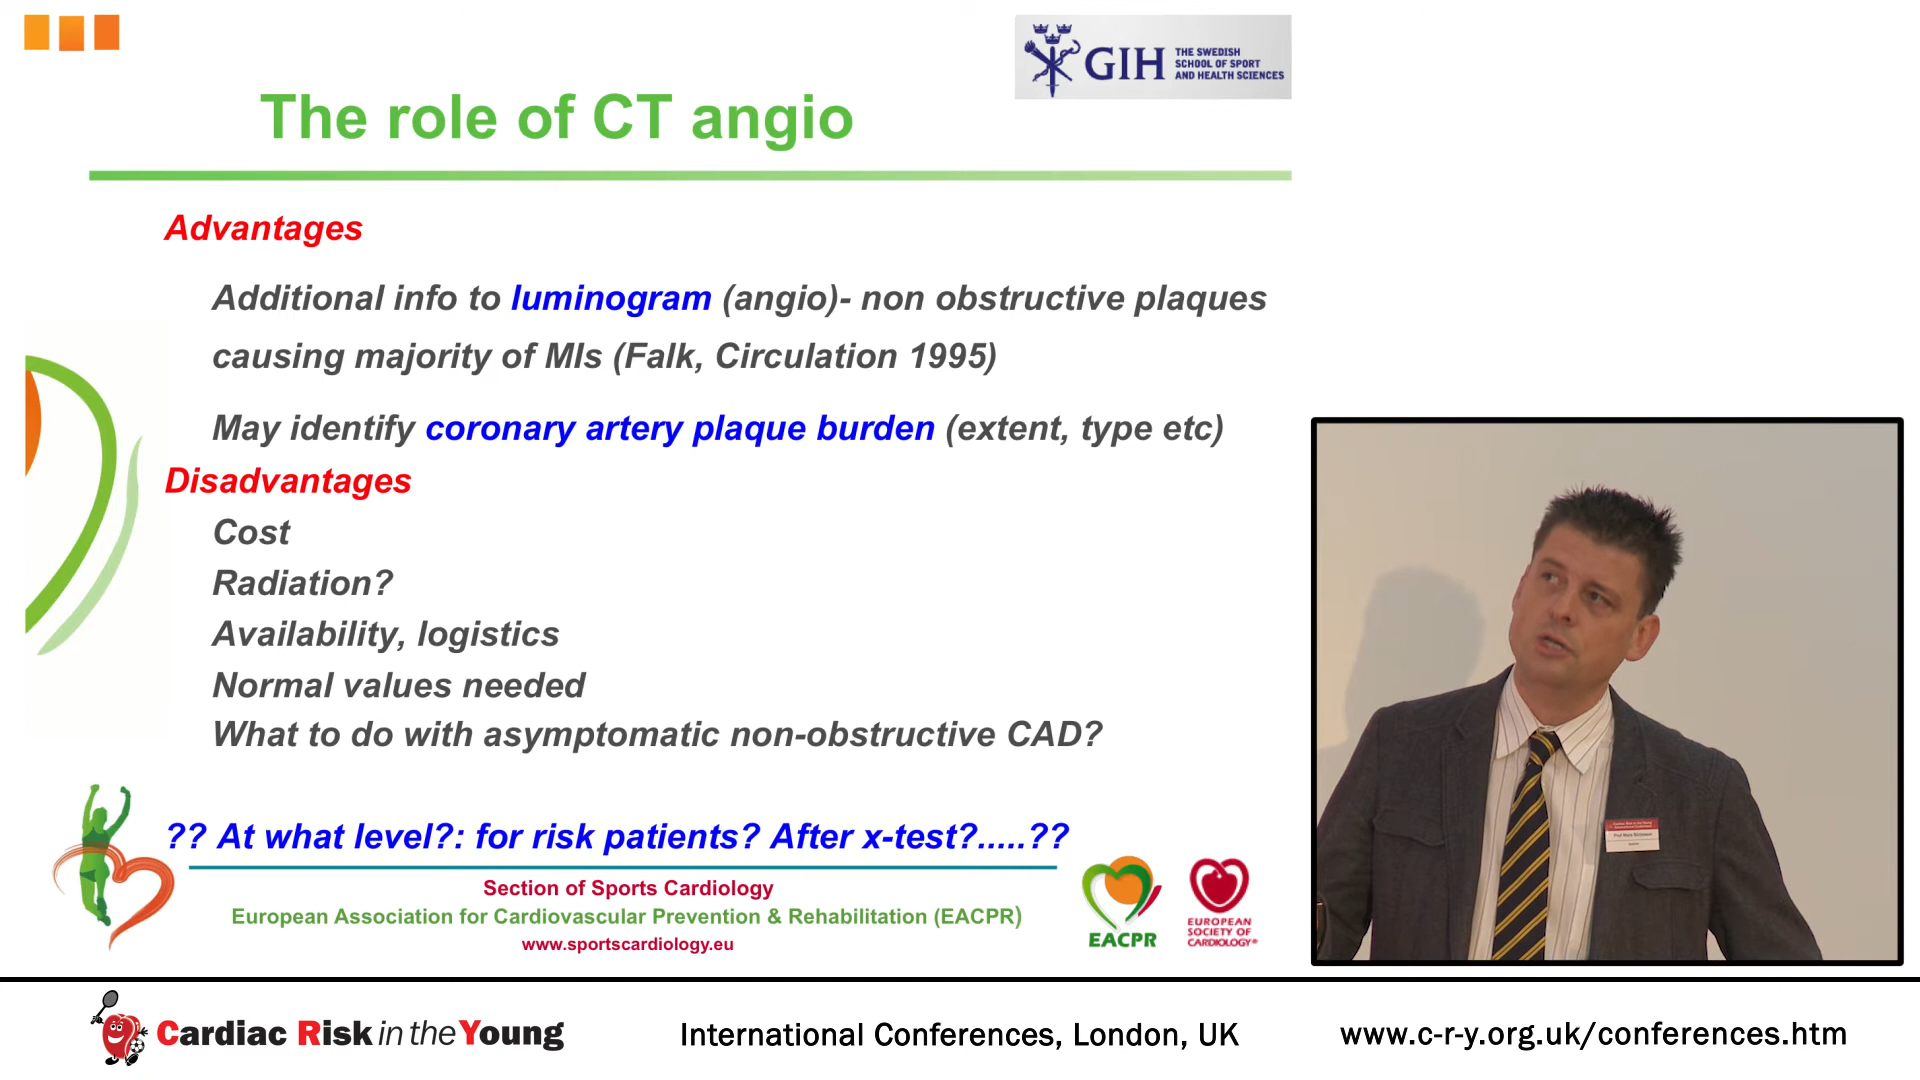 GIH THE SWEDISH
SCHOOL OF SPORT
AND HEALTH SCIENCES
The role of CT angio
Advantages
Additional info to luminogram (angio)- non obstructive plaques
causing majority of MIs (Falk, Circulation 1995)
May identify coronary artery plaque burden (extent, type etc)
Disadvantages
Cost
Radiation?
Availability, logistics
Normal values needed
What to do with asymptomatic non-obstructive CAD?
?? At what level?: for risk patients? After x-test?.....??
Section of Sports Cardiology
European Association for Cardiovascular Prevention & Rehabilitation (EACPR)
www.sportscardiology.eu
EACPR
EUROPEAN
SOCIETY OF
CARDIOLOGY®
Cardiac Risk in the Young
International Conferences, London, UK
www.c-r-y.org.uk/conferences.htm